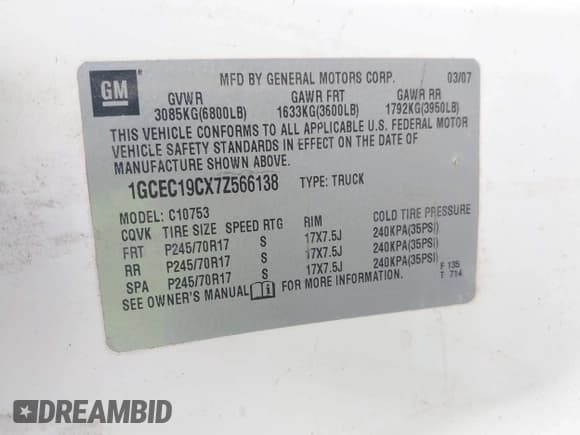 GM
MFD BY GENERAL MOTORS CORP. 03/07
GVWR GAWR FRT GAWR RR
3085KG(6800LB) 1633KG(3600LB) 1792KG(3950LB)
THIS VEHICLE CONFORMS TO ALL APPLICABLE U.S. FEDERAL MOTOR
VEHICLE SAFETY STANDARDS IN EFFECT ON THE DATE OF
MANUFACTURE SHOWN ABOVE.
1GCEC19CX7Z566138 TYPE: TRUCK
MODEL: C10753
CQVK TIRE SIZE SPEED RTG RIM COLD TIRE PRESSURE
FRT P245/70R17 S 17X7.5J 240KPA(35PSI)
RR P245/70R17 S 17X7.5J 240KPA(35PSI)
SPA P245/70R17 S 17X7.5J 240KPA(35PSI)
SEE OWNER'S MANUAL FOR MORE INFORMATION.
F 135
T 714
DREAMBID